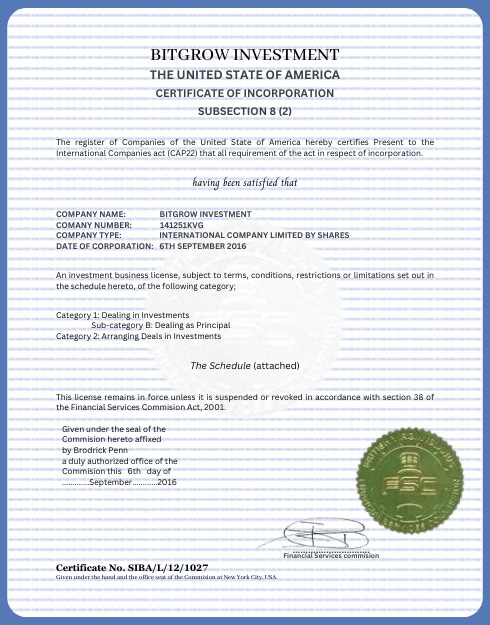 BITGROW INVESTMENT
THE UNITED STATE OF AMERICA
CERTIFICATE OF INCORPORATION
SUBSECTION 8 (2)
The register of Companies of the United State of America hereby certifies Present to the
International Companies act (CAP22) that all requirement of the act in respect of incorporation.
having been satisfied that
COMPANY NAME: BITGROW INVESTMENT
COMANY NUMBER: 141251KVG
COMPANY TYPE: INTERNATIONAL COMPANY LIMITED BY SHARES
DATE OF CORPORATION: 6TH SEPTEMBER 2016
An investment business license, subject to terms, conditions, restrictions or limitations set out in
the schedule hereto, of the following category;
Category 1: Dealing in Investments
Sub-category B: Dealing as Principal
Category 2: Arranging Deals in Investments
The Schedule (attached)
This license remains in force unless it is suspended or revoked in accordance with section 38 of
the Financial Services Commision Act, 2001.
Given under the seal of the
Commision hereto affixed
by Brodrick Penn
a duly authorized office of the
Commision this 6th day of
............September...........2016
FSC
Financial Services commision
Certificate No. SIBA/L/12/1027
Given under the hand and the office seat of the Commision at New York City, USA.